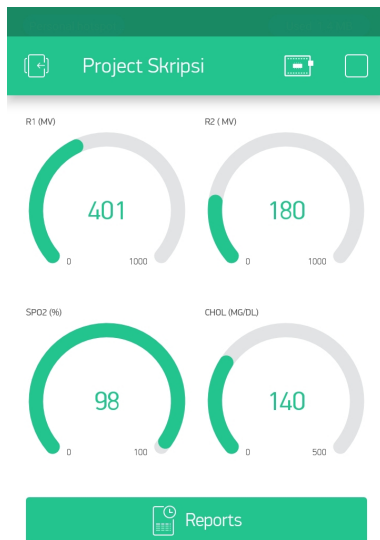 Project Skripsi
R1 (MV)
R2 ( MV)
401
180
0
1000
0
1000
SPO2 (%)
CHOL (MG/DL)
98
140
0
100
0
500
Reports